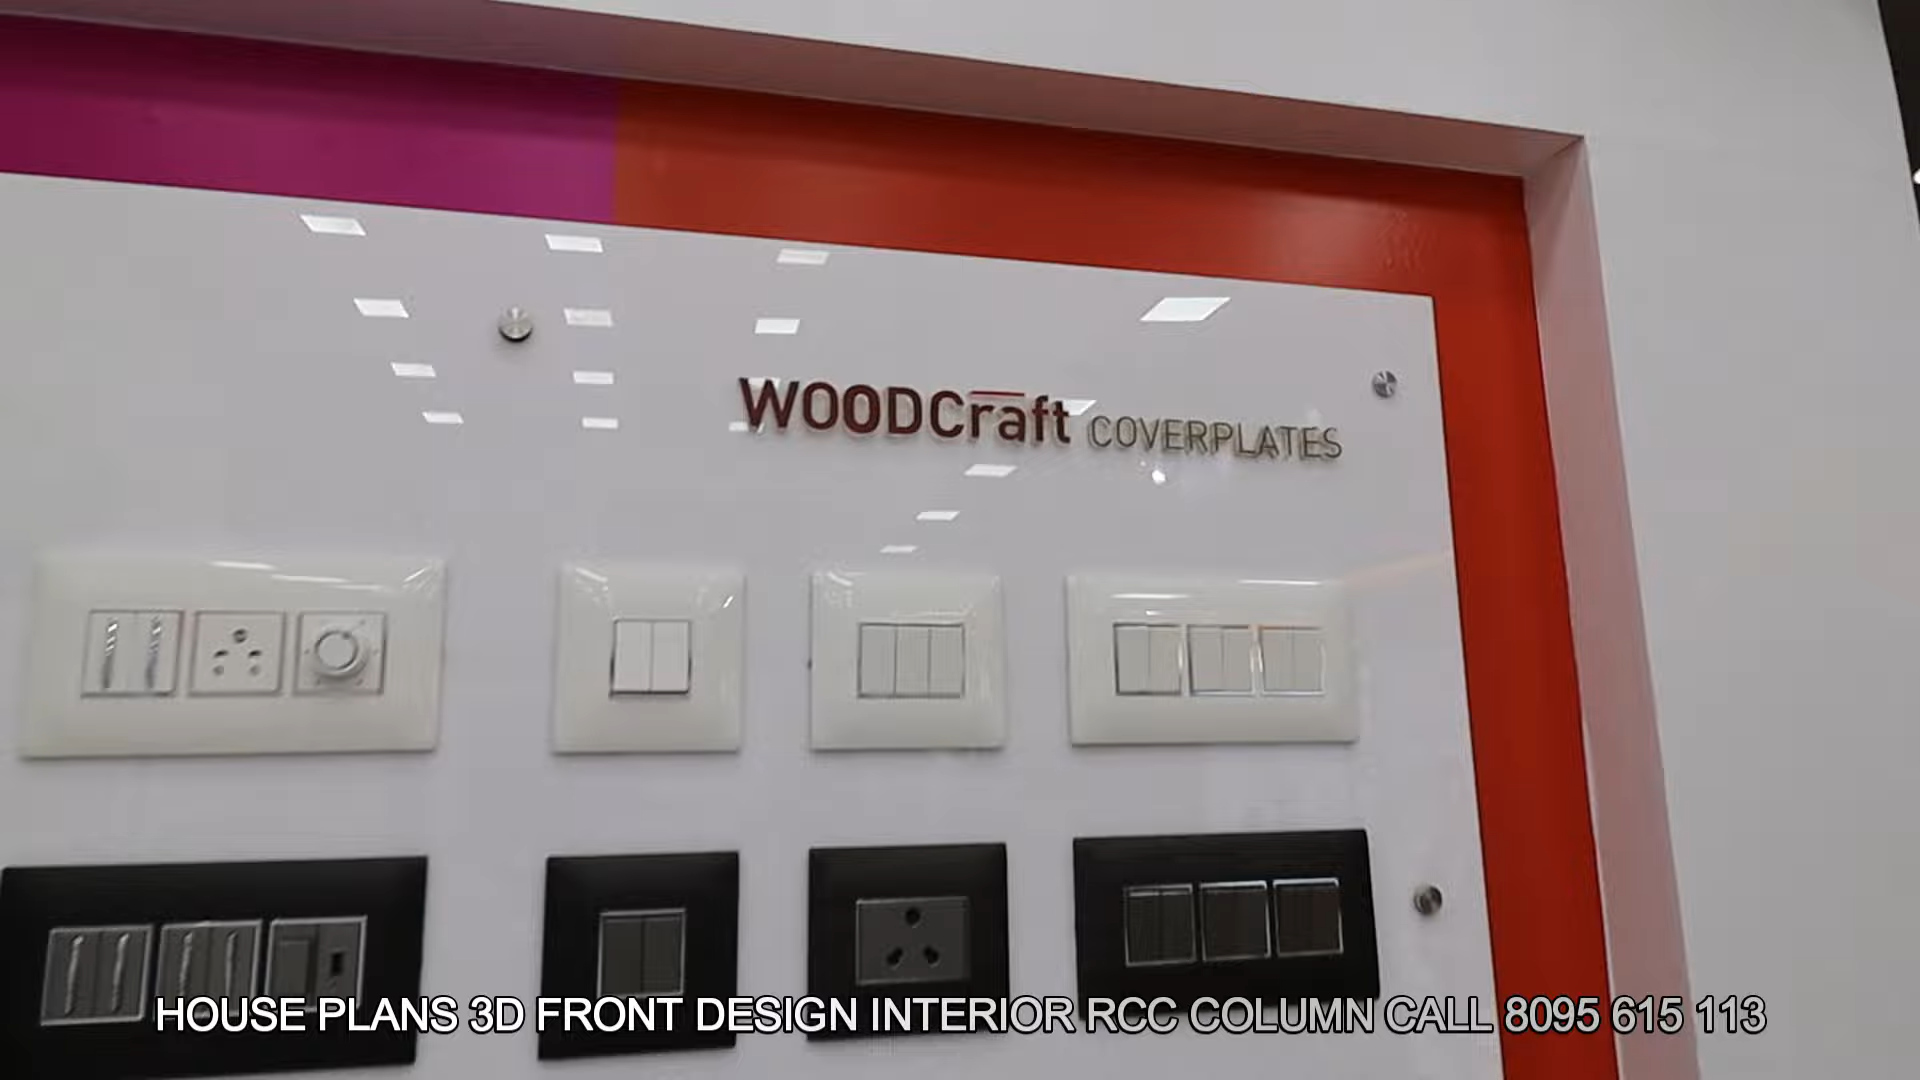 WOODCraft COVERPLATES
HOUSE PLANS 3D FRONT DESIGN INTERIOR RCC COLUMN CALL 8095 615 113